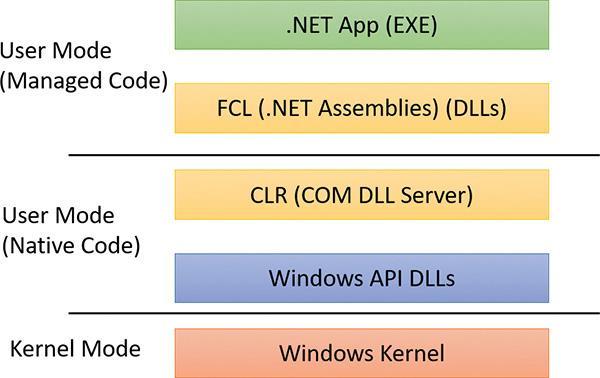 .NET App (EXE)
User Mode
(Managed Code)
FCL (.NET Assemblies) (DLLs)
CLR (COM DLL Server)
User Mode
(Native Code)
Windows API DLLs
Kernel Mode
Windows Kernel